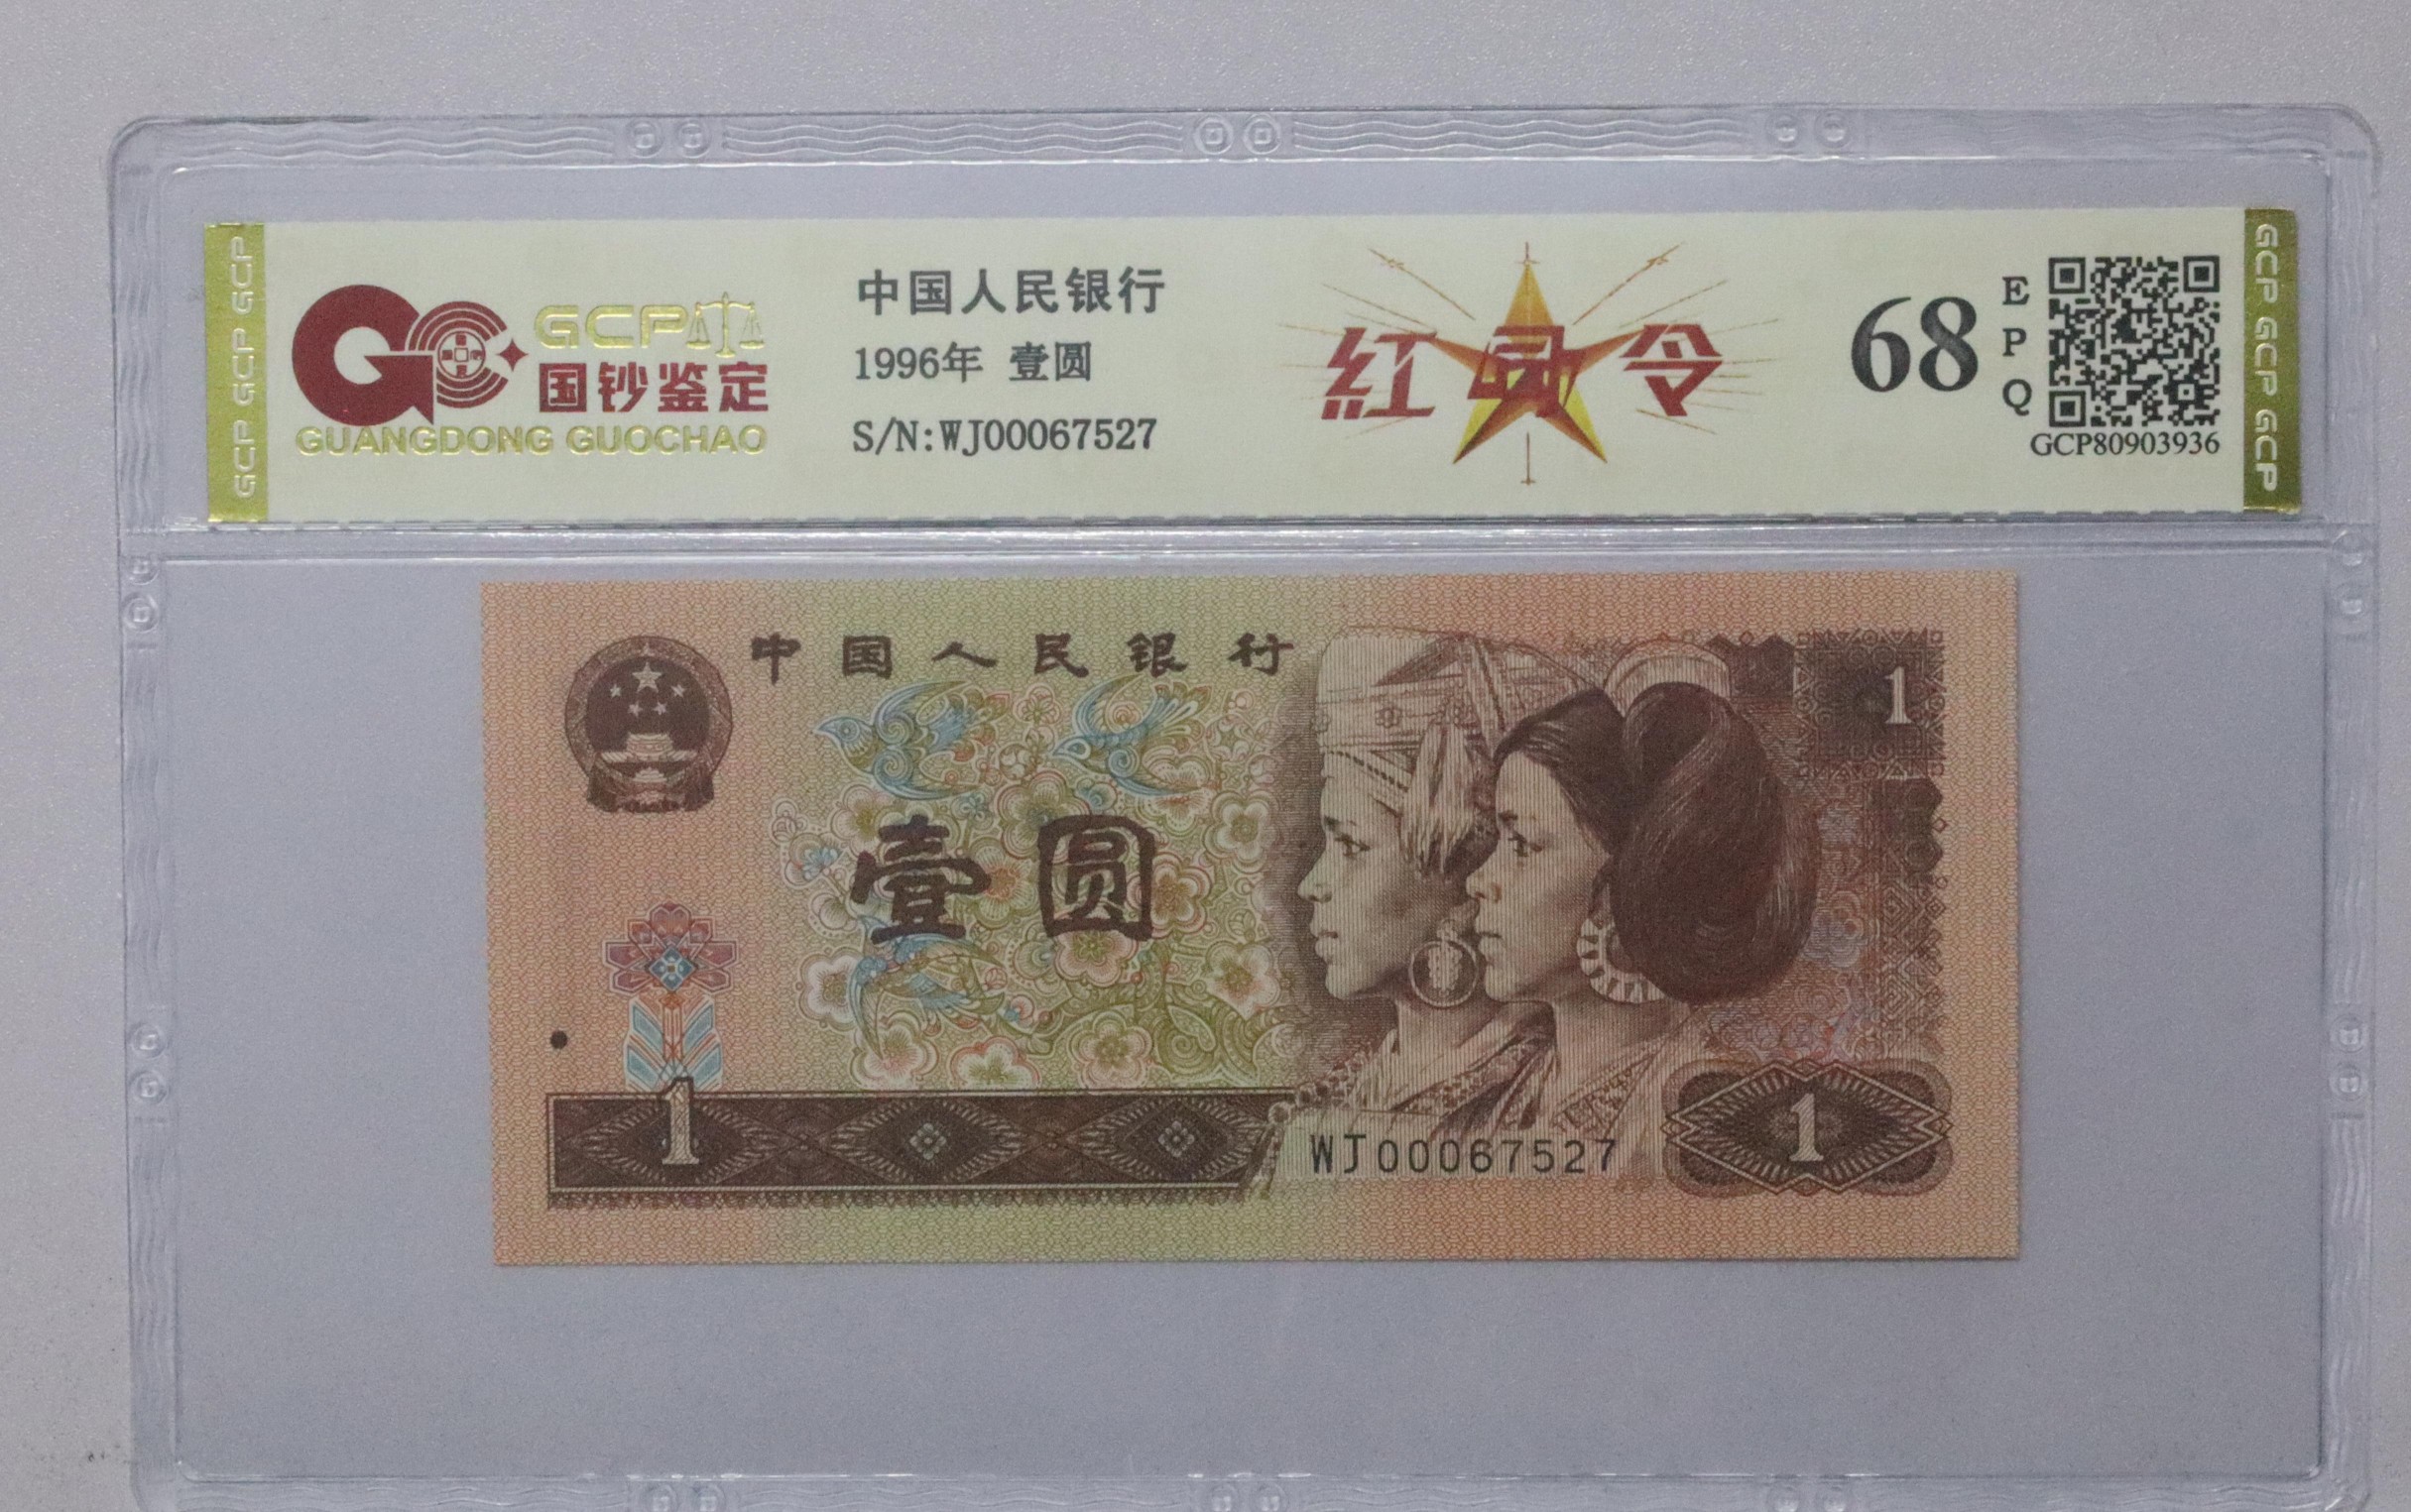 GCP GCP GCP
GCP
国钞鉴定
GUANGDONG GUOCHAO
中国人民银行
1996年 壹圆
S/N:WJ00067527
紅 令
68
EPQ
GCP80903936
GCP GCP GCP
中国人民银行
1
壹圆
1
WJ00067527
1